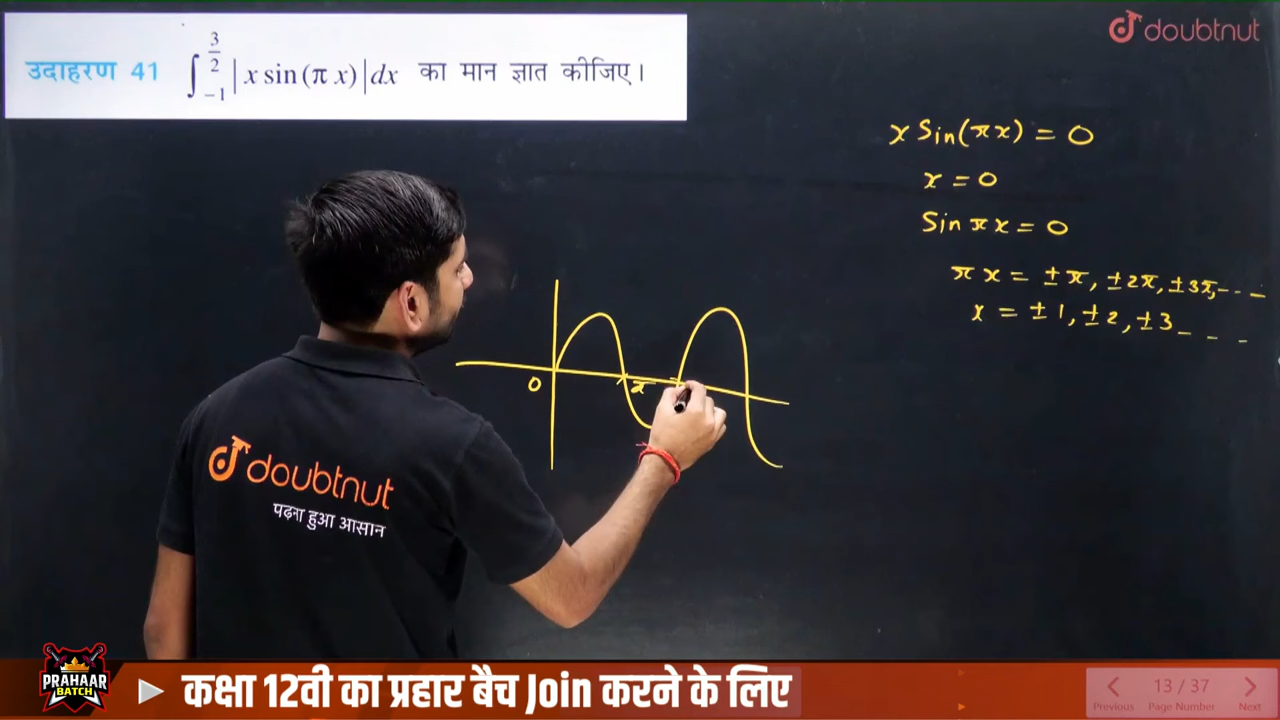 doubtnut
उदाहरण 41 ∫_{-1}^{3/2} |x sin(πx)| dx का मान ज्ञात कीजिए।
x Sin(πx) = 0
x = 0
Sin πx = 0
πx = ±π, ±2π, ±3π, ----
x = ±1, ±2, ±3 - - -
0 π
doubtnut
पढ़ना हुआ आसान
PRAHAAR
BATCH
कक्षा 12वी का प्रहार बैच Join करने के लिए
13 / 37
Previous Page Number Next